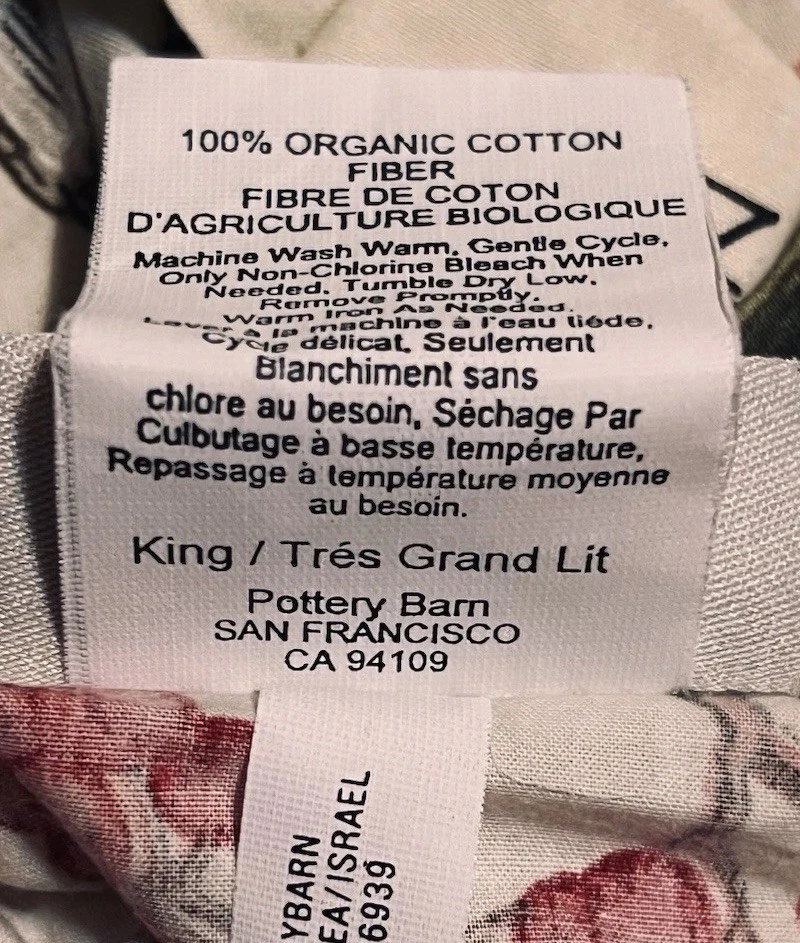 100% ORGANIC COTTON
FIBER
FIBRE DE COTON
D'AGRICULTURE BIOLOGIQUE
Machine Wash Warm, Gentle Cycle,
Only Non-Chlorine Bleach When
Needed. Tumble Dry Low.
Remove Promptly.
Warm Iron As Needed.
Laver à la machine à l'eau tiéde,
Cycle délicat, Seulement
Blanchiment sans
chlore au besoin, Séchage Par
Culbutage à basse température,
Repassage à température moyenne
au besoin.
King / Trés Grand Lit
Pottery Barn
SAN FRANCISCO
CA 94109
YBARN
EA/ISRAEL
6939